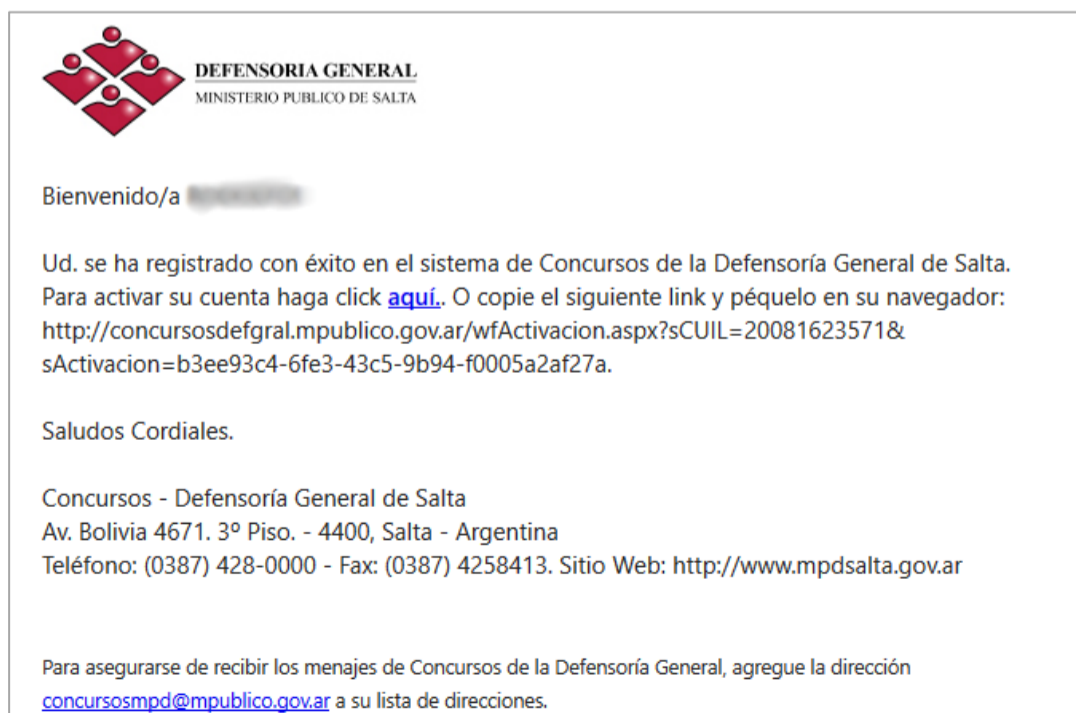 DEFENSORIA GENERAL
MINISTERIO PUBLICO DE SALTA
Bienvenido/a
Ud. se ha registrado con éxito en el sistema de Concursos de la Defensoría General de Salta.
Para activar su cuenta haga click aquí.. O copie el siguiente link y péquelo en su navegador:
http://concursosdefgral.mpublico.gov.ar/wfActivacion.aspx?sCUIL=20081623571&
sActivacion=b3ee93c4-6fe3-43c5-9b94-f0005a2af27a.
Saludos Cordiales.
Concursos - Defensoría General de Salta
Av. Bolivia 4671. 3º Piso. - 4400, Salta - Argentina
Teléfono: (0387) 428-0000 - Fax: (0387) 4258413. Sitio Web: http://www.mpdsalta.gov.ar
Para asegurarse de recibir los menajes de Concursos de la Defensoría General, agregue la dirección
concursosmpd@mpublico.gov.ar a su lista de direcciones.